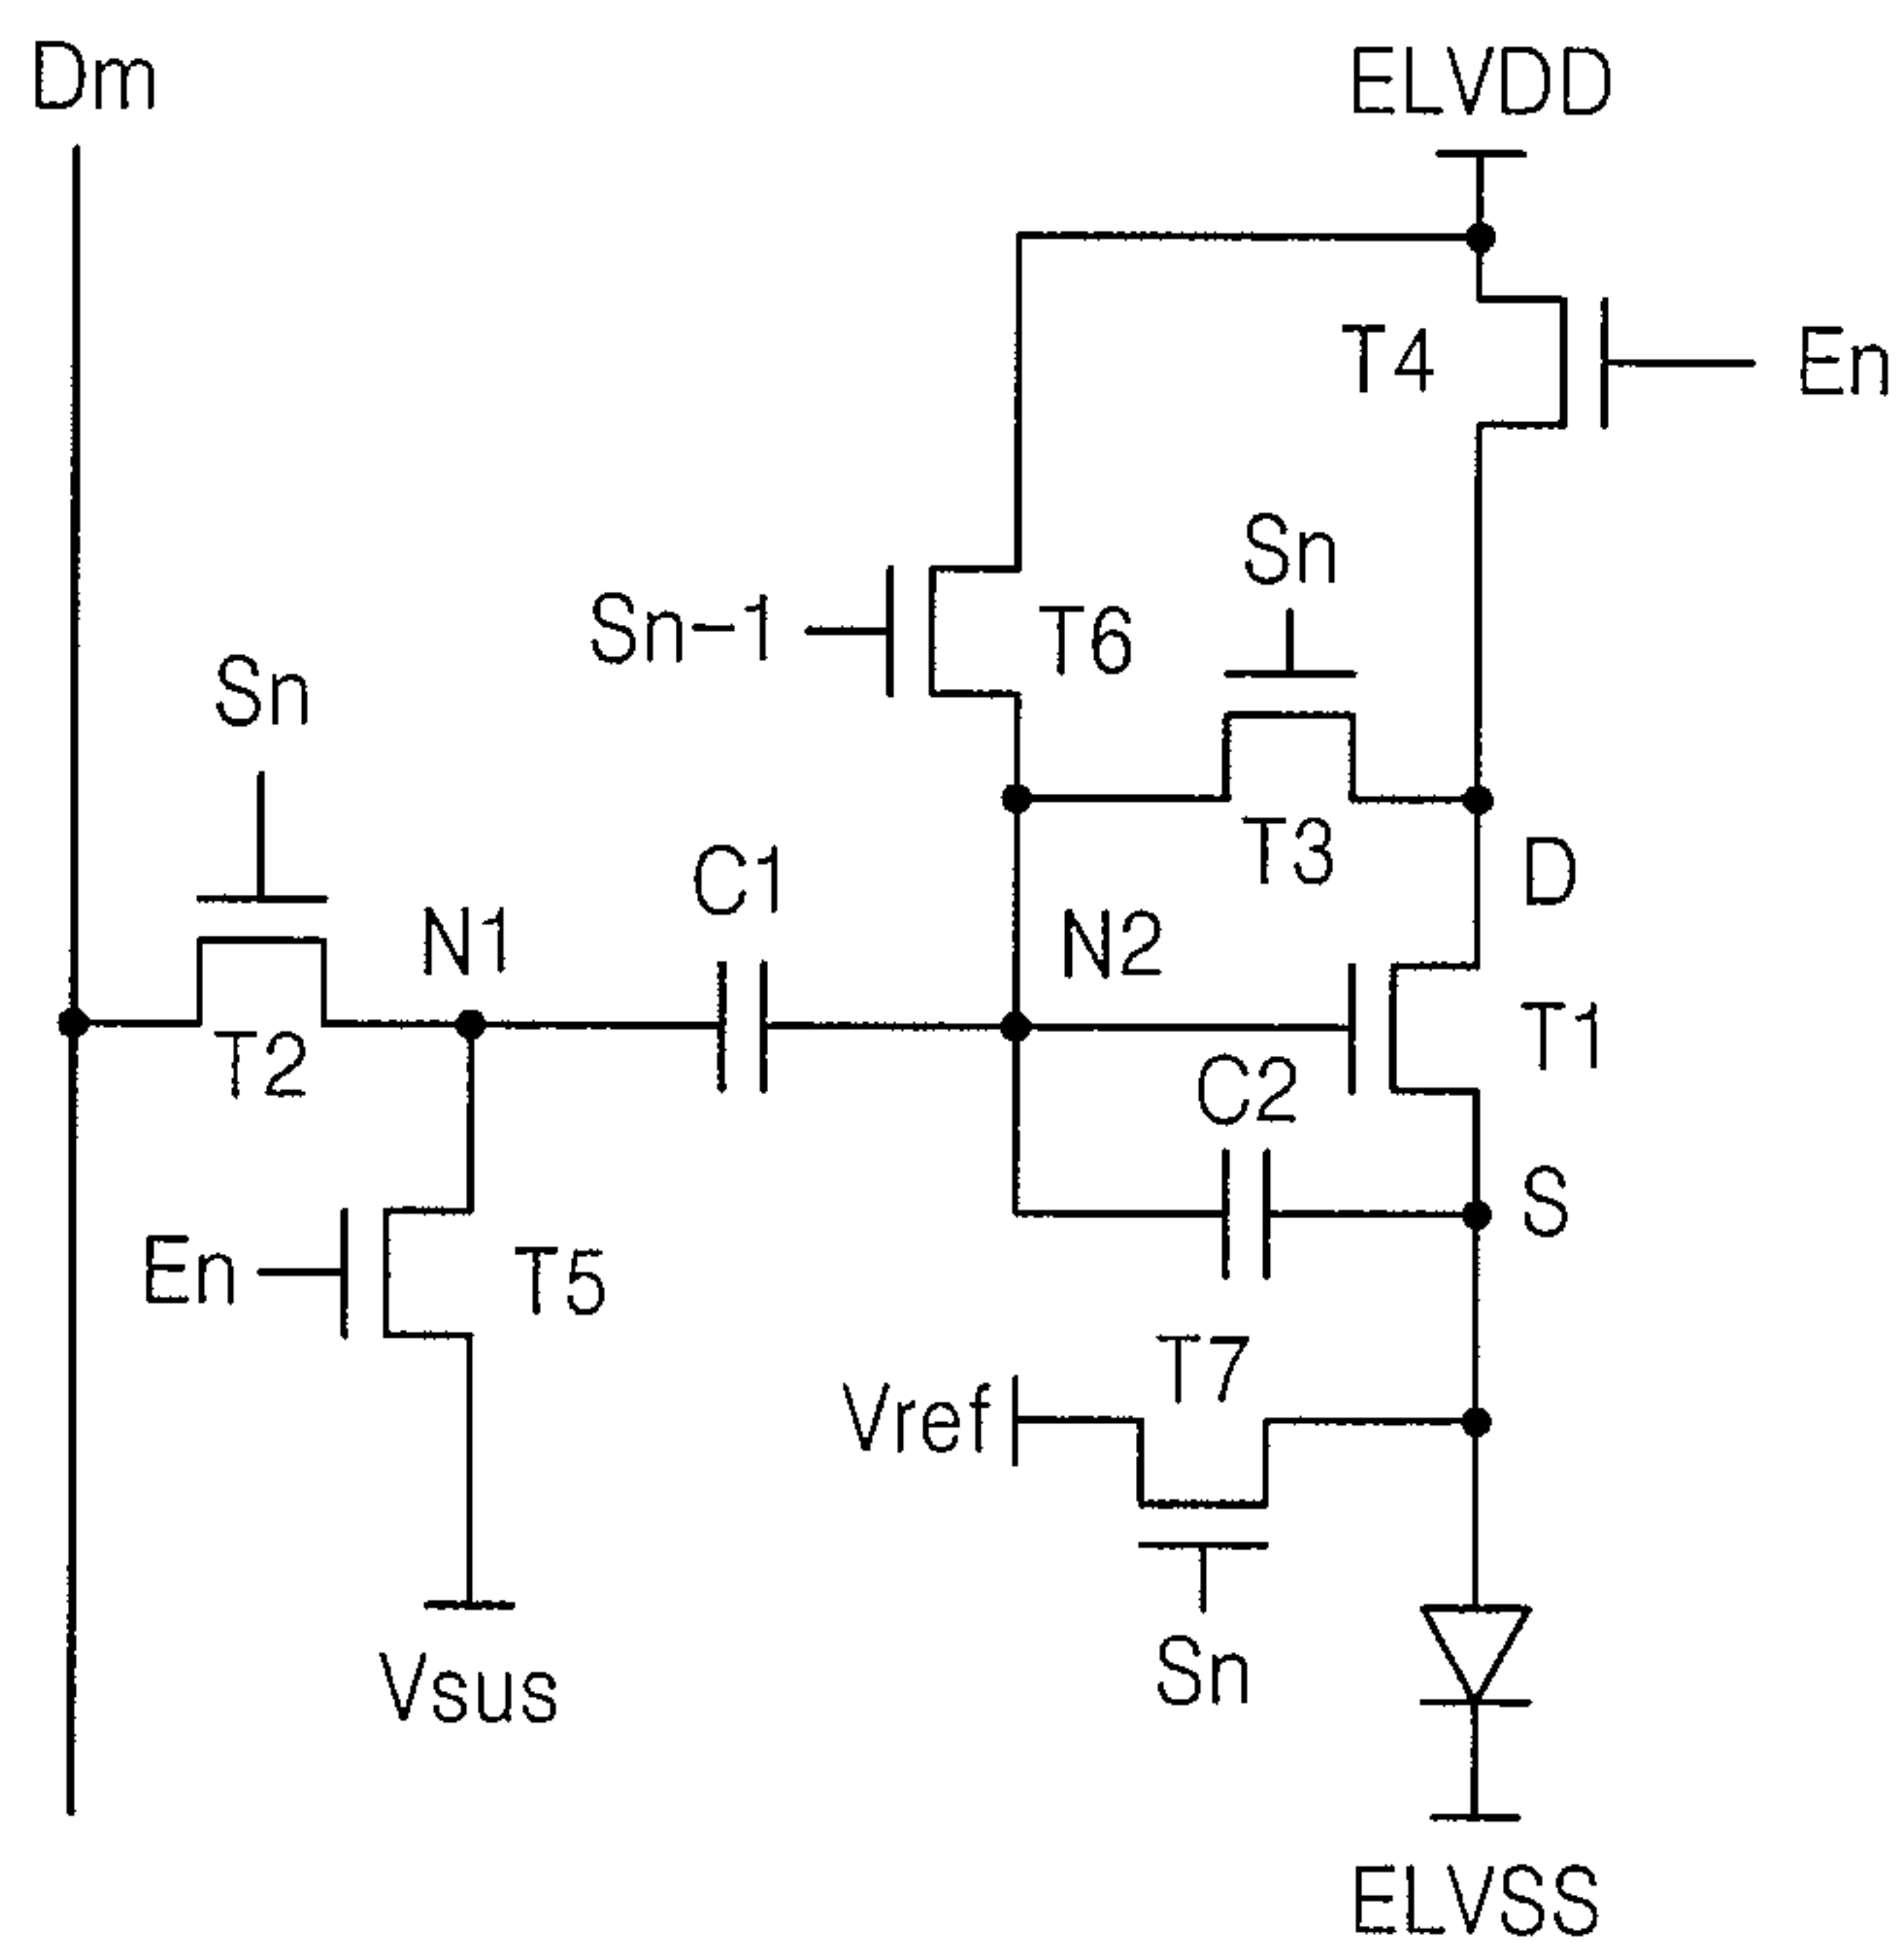 Dm
ELVDD
T4
En
Sn
Sn-1
T6
Sn
T3
C1
D
N1
N2
T2
T1
C2
S
En
T5
T7
Vref
Sn
Vsus
ELVSS